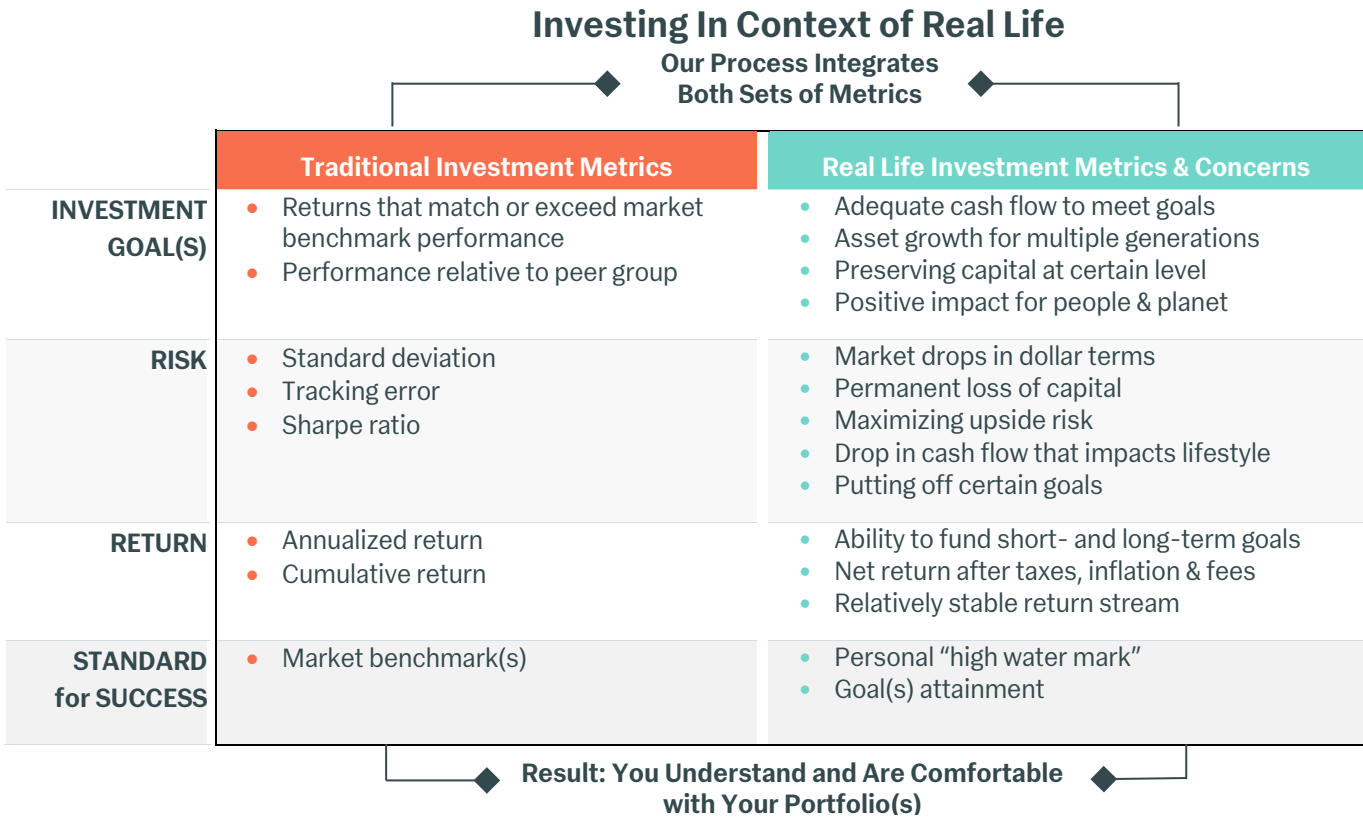 Investing In Context of Real Life
Our Process Integrates
Both Sets of Metrics
Traditional Investment Metrics
Real Life Investment Metrics & Concerns
INVESTMENT
GOAL(S)
• Returns that match or exceed market
benchmark performance
• Performance relative to peer group
• Adequate cash flow to meet goals
• Asset growth for multiple generations
• Preserving capital at certain level
• Positive impact for people & planet
RISK
• Standard deviation
• Tracking error
• Sharpe ratio
• Market drops in dollar terms
• Permanent loss of capital
• Maximizing upside risk
• Drop in cash flow that impacts lifestyle
• Putting off certain goals
RETURN
• Annualized return
• Cumulative return
• Ability to fund short- and long-term goals
• Net return after taxes, inflation & fees
• Relatively stable return stream
STANDARD
for SUCCESS
• Market benchmark(s)
• Personal “high water mark”
• Goal(s) attainment
Result: You Understand and Are Comfortable
with Your Portfolio(s)